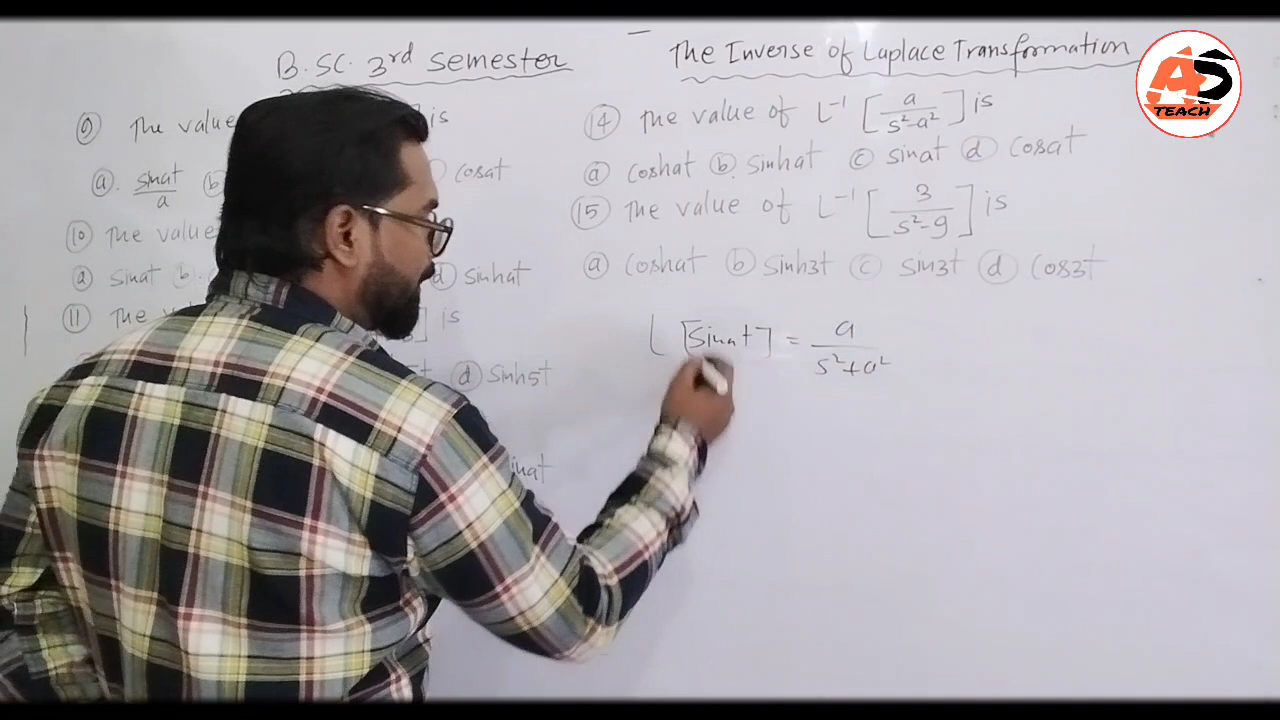 B.SC. 3rd Semester
The Inverse of Laplace Transformation
AS
TEACH
9) The value is
a. sinat/a b cosat
10) The value
a) sinat b. d) sinhat
11) The is
d) sinh5t
14) The value of L⁻¹ [a/(s²-a²)] is
a) coshat b. sinhat c) sinat d) cosat
15) The value of L⁻¹ [3/(s²-9)] is
a) coshat b) sinh3t c) sin3t d) cos3t
L [sinat] = a/(s²+a²)